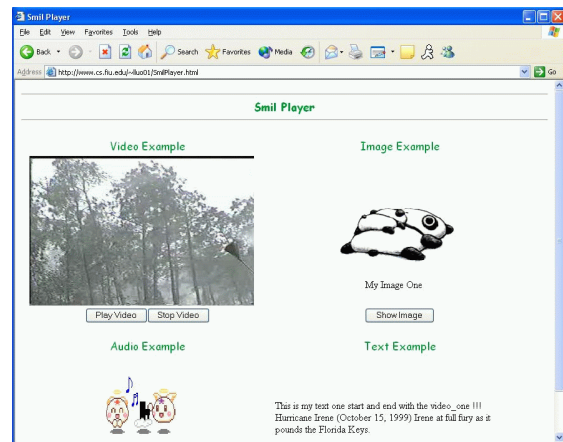 Smil Player
File Edit View Favorites Tools Help
Back Search Favorites Media
Address http://www.cs.fiu.edu/~lluo01/SmilPlayer.html Go
Smil Player
Video Example Image Example
My Image One
Play Video Stop Video Show Image
Audio Example Text Example
This is my text one start and end with the video_one !!!
Hurricane Irene (October 15, 1999) Irene at full fury as it
pounds the Florida Keys.